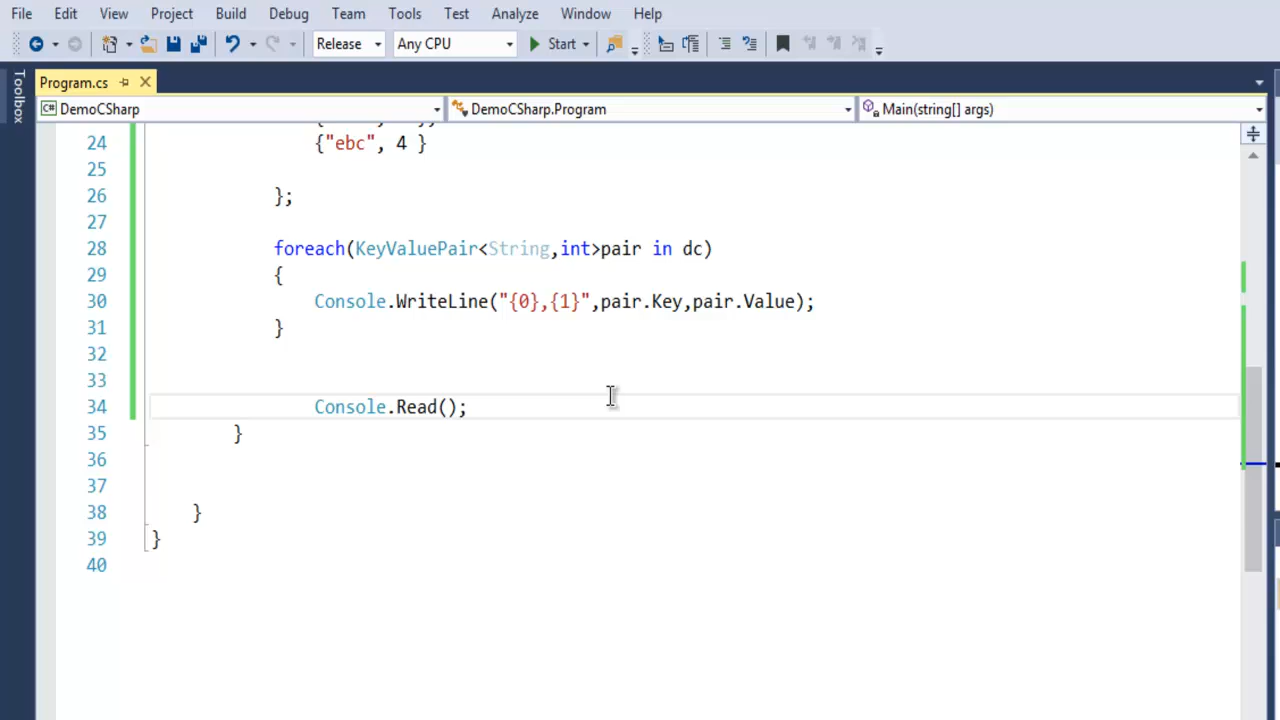 File Edit View Project Build Debug Team Tools Test Analyze Window Help
Release Any CPU Start
Toolbox
Program.cs
DemoCSharp DemoCSharp.Program Main(string[] args)
24 {"ebc", 4 }
25
26 };
27
28 foreach(KeyValuePair<String,int>pair in dc)
29 {
30 Console.WriteLine("{0},{1}",pair.Key,pair.Value);
31 }
32
33
34 Console.Read();
35 }
36
37
38 }
39 }
40